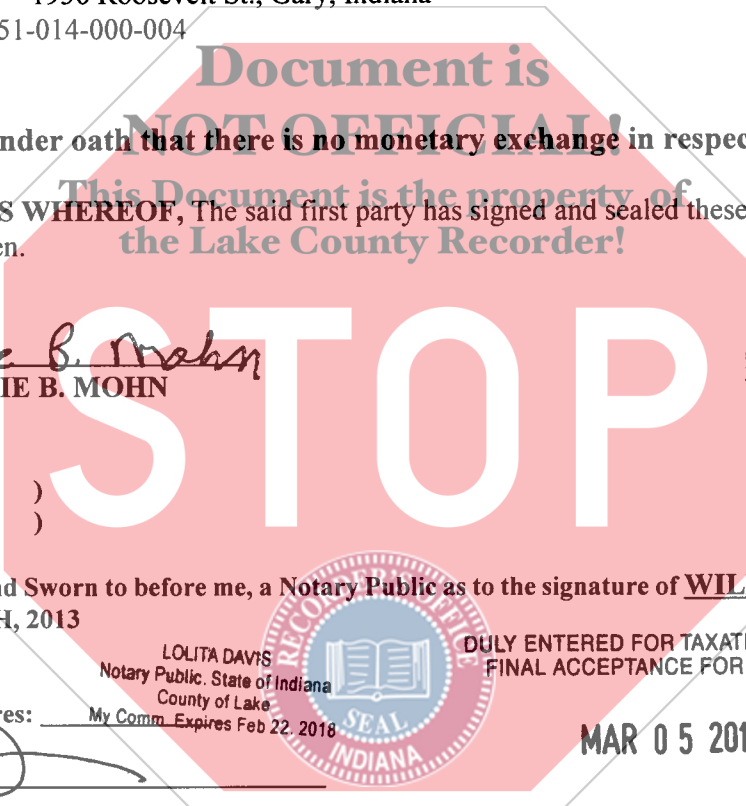 1930 Roosevelt St., Gary, Indiana
51-014-000-004
Document is
NOT OFFICIAL!
nder oath that there is no monetary exchange in respec
This Document is the property of
S WHEREOF, The said first party has signed and sealed these
the Lake County Recorder!
en.
B. Mohn
IE B. MOHN
STOP
)
)
nd Sworn to before me, a Notary Public as to the signature of WIL
H, 2013
LOLITA DAVIS
Notary Public, State of Indiana
County of Lake
My Comm. Expires Feb 22, 2018
res:
RECORDER'S OFFICE
SEAL
INDIANA
DULY ENTERED FOR TAXATI
FINAL ACCEPTANCE FOR
MAR 05 201